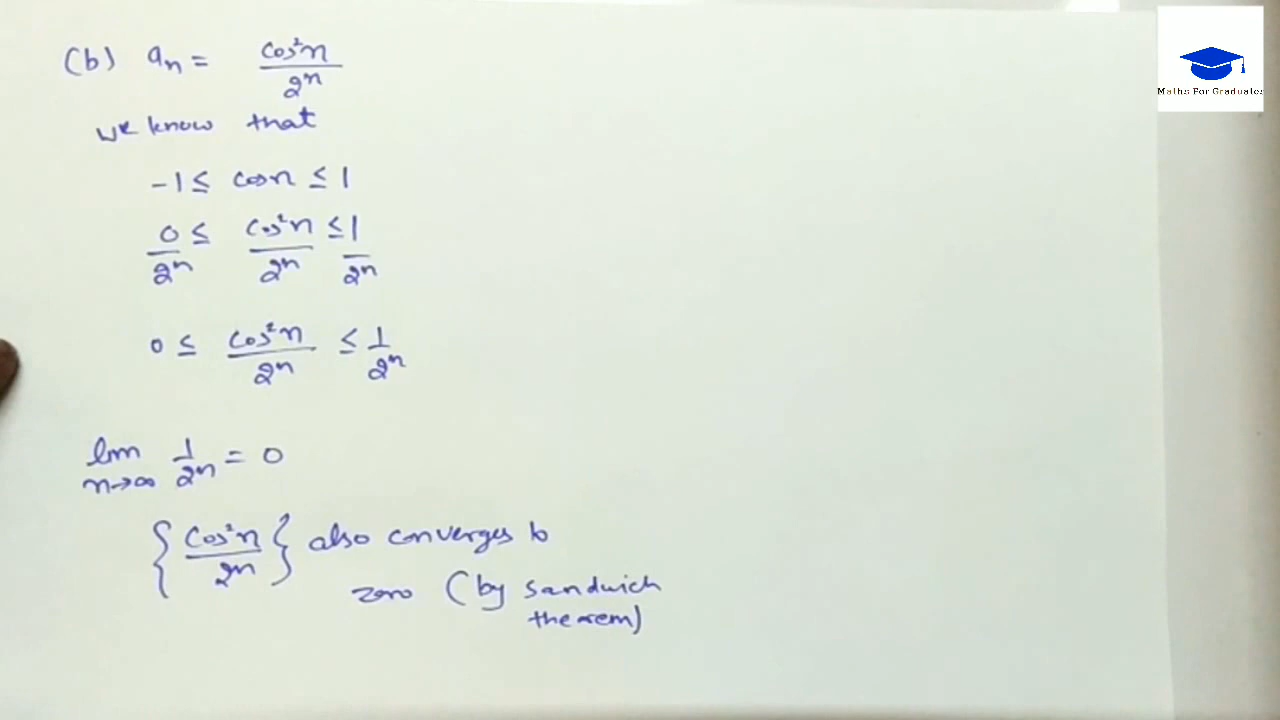 (b) aₙ = cos²n / 2ⁿ
we know that
-1 ≤ cosn ≤ 1
0/2ⁿ ≤ cos²n/2ⁿ ≤ 1/2ⁿ
0 ≤ cos²n/2ⁿ ≤ 1/2ⁿ
lim n→∞ 1/2ⁿ = 0
{cos²n/2ⁿ} also converges to
zero (by sandwich
theorem)
Maths For Graduates